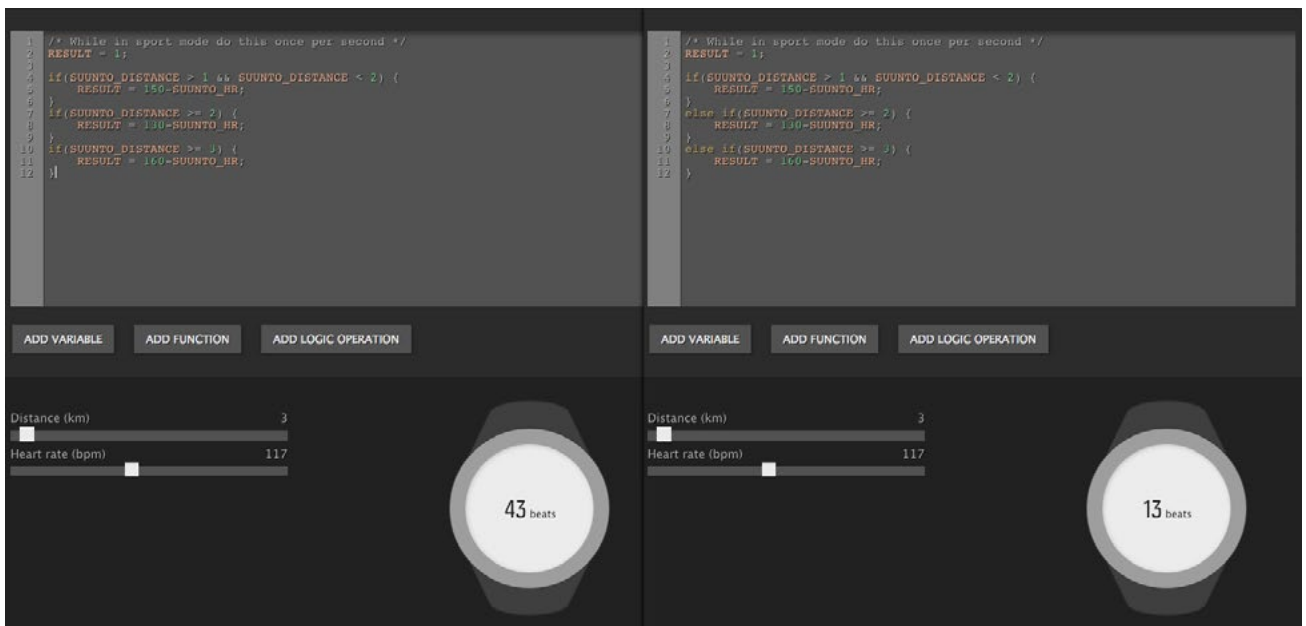 1 /* While in sport mode do this once per second */
2 RESULT = 1;
3
4 if(SUUNTO_DISTANCE > 1 && SUUNTO_DISTANCE < 2) {
5 RESULT = 150-SUUNTO_HR;
6 }
7 if(SUUNTO_DISTANCE >= 2) {
8 RESULT = 130-SUUNTO_HR;
9 }
10 if(SUUNTO_DISTANCE >= 3) {
11 RESULT = 160-SUUNTO_HR;
12 }
ADD VARIABLE ADD FUNCTION ADD LOGIC OPERATION
Distance (km) 3
Heart rate (bpm) 117
43 beats
1 /* While in sport mode do this once per second */
2 RESULT = 1;
3
4 if(SUUNTO_DISTANCE > 1 && SUUNTO_DISTANCE < 2) {
5 RESULT = 150-SUUNTO_HR;
6 }
7 else if(SUUNTO_DISTANCE >= 2) {
8 RESULT = 130-SUUNTO_HR;
9 }
10 else if(SUUNTO_DISTANCE >= 3) {
11 RESULT = 160-SUUNTO_HR;
12 }
ADD VARIABLE ADD FUNCTION ADD LOGIC OPERATION
Distance (km) 3
Heart rate (bpm) 117
13 beats